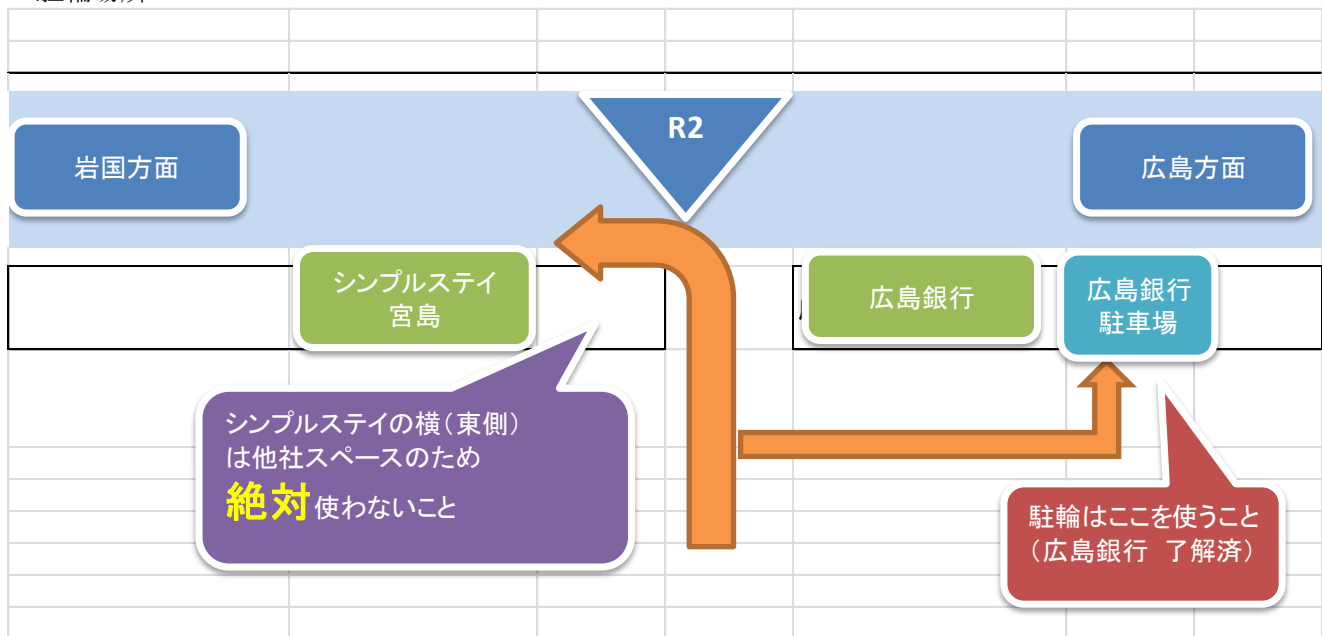 R2
岩国方面
広島方面
シンプルステイ
宮島
広島銀行
広島銀行
駐車場
シンプルステイの横（東側）
は他社スペースのため
絶対使わないこと
駐輪はここを使うこと
（広島銀行　了解済）